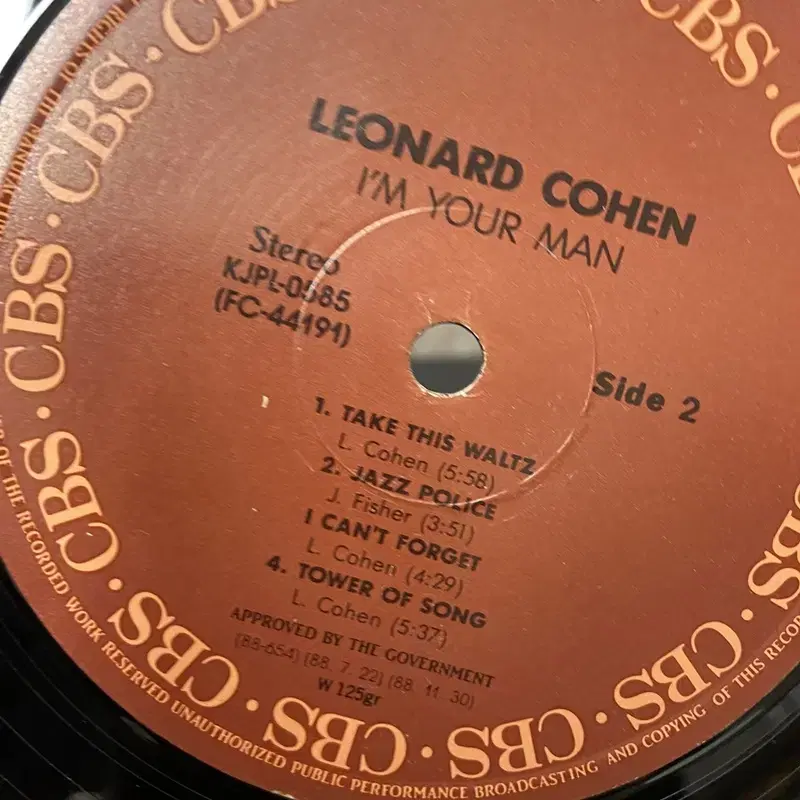 LEONARD COHEN
I'M YOUR MAN
Stereo
KJPL-0585
(FC-44191)
Side 2
1. TAKE THIS WALTZ
L. Cohen (5:58)
2. JAZZ POLICE
J. Fisher (3:51)
I CAN'T FORGET
L. Cohen (4:29)
4. TOWER OF SONG
L. Cohen (5:37)
APPROVED BY THE GOVERNMENT
(88-654) (88. 7. 22) (88. 11. 30)
W 125gr
CBS · CBS · CBS · CBS · CBS · CBS · CBS · CBS · CBS · CBS · CBS
OF THE RECORDED WORK RESERVED UNAUTHORIZED PUBLIC PERFORMANCE BROADCASTING AND COPYING OF THIS RECORD